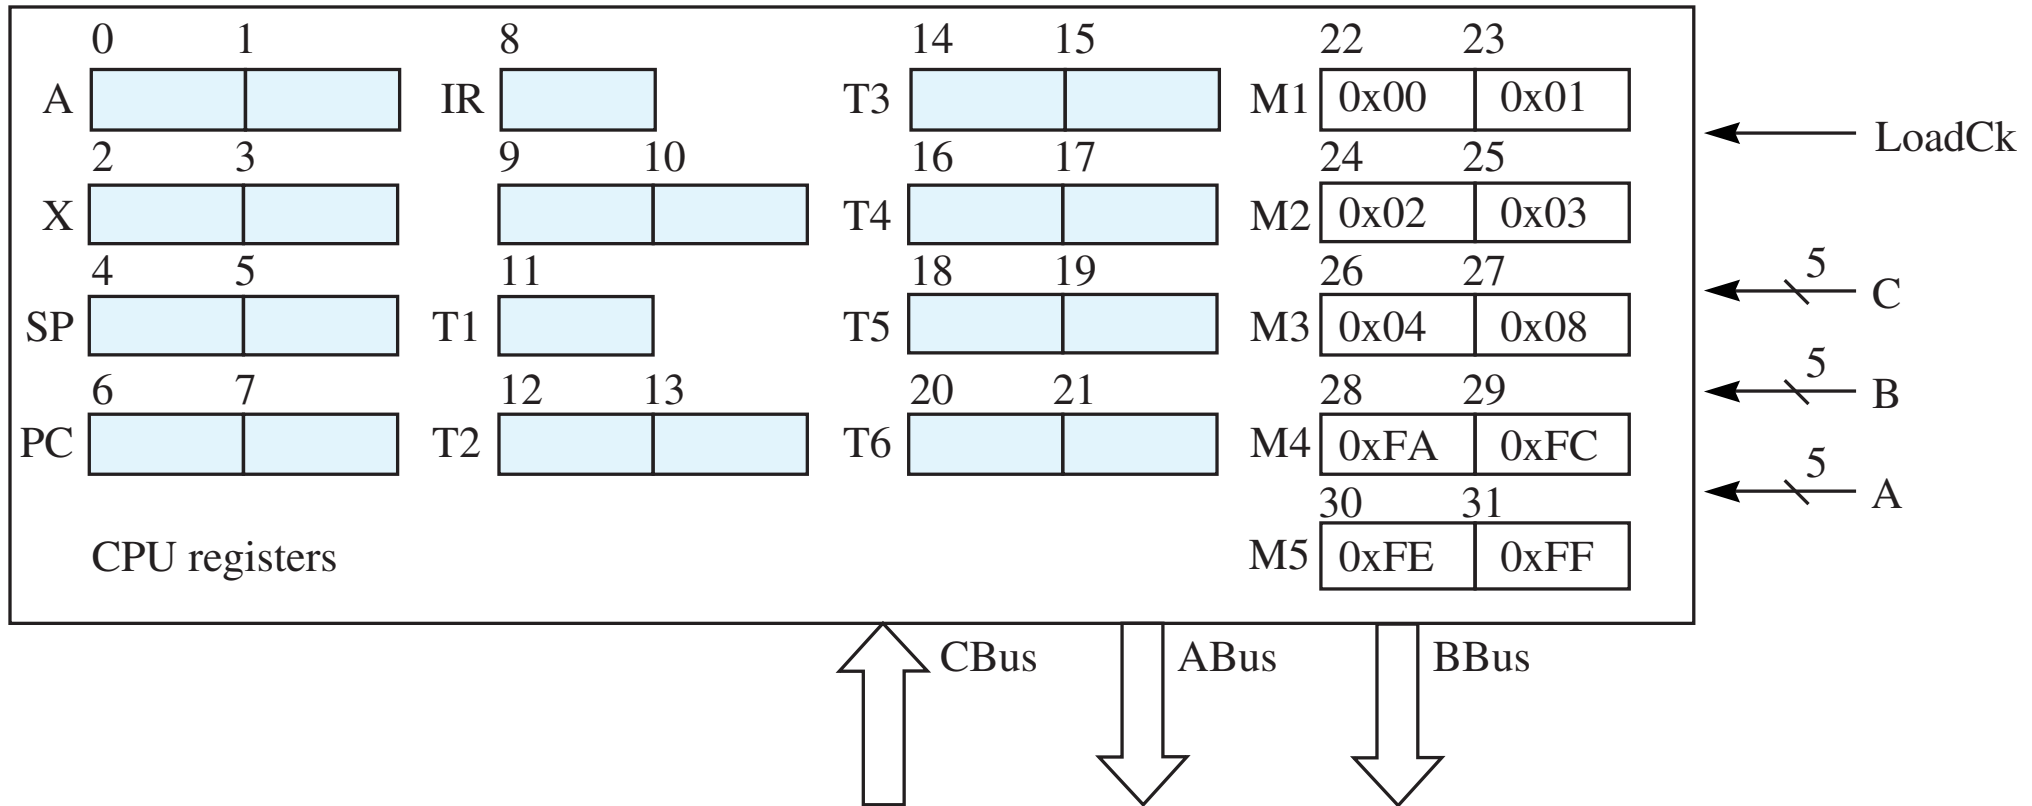 0 1 8 14 15 22 23
A IR T3 M1 0x00 0x01
LoadCk
2 3 9 10 16 17 24 25
X T4 M2 0x02 0x03
4 5 11 18 19 26 27 5
C
SP T1 T5 M3 0x04 0x08
6 7 12 13 20 21 28 29 5
B
PC T2 T6 M4 0xFA 0xFC
5
A
30 31
CPU registers M5 0xFE 0xFF
CBus ABus BBus